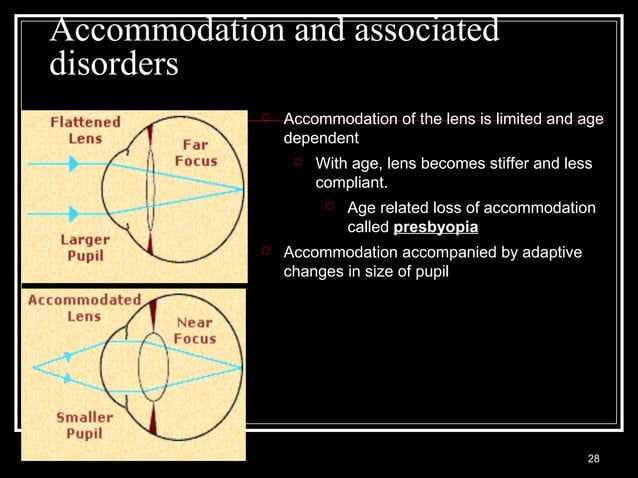 Accommodation and associated
disorders
Flattened
Lens
Far
Focus
Larger
Pupil
Accommodated
Lens
Near
Focus
Smaller
Pupil
Accommodation of the lens is limited and age
dependent
With age, lens becomes stiffer and less
compliant.
Age related loss of accommodation
called presbyopia
Accommodation accompanied by adaptive
changes in size of pupil
28